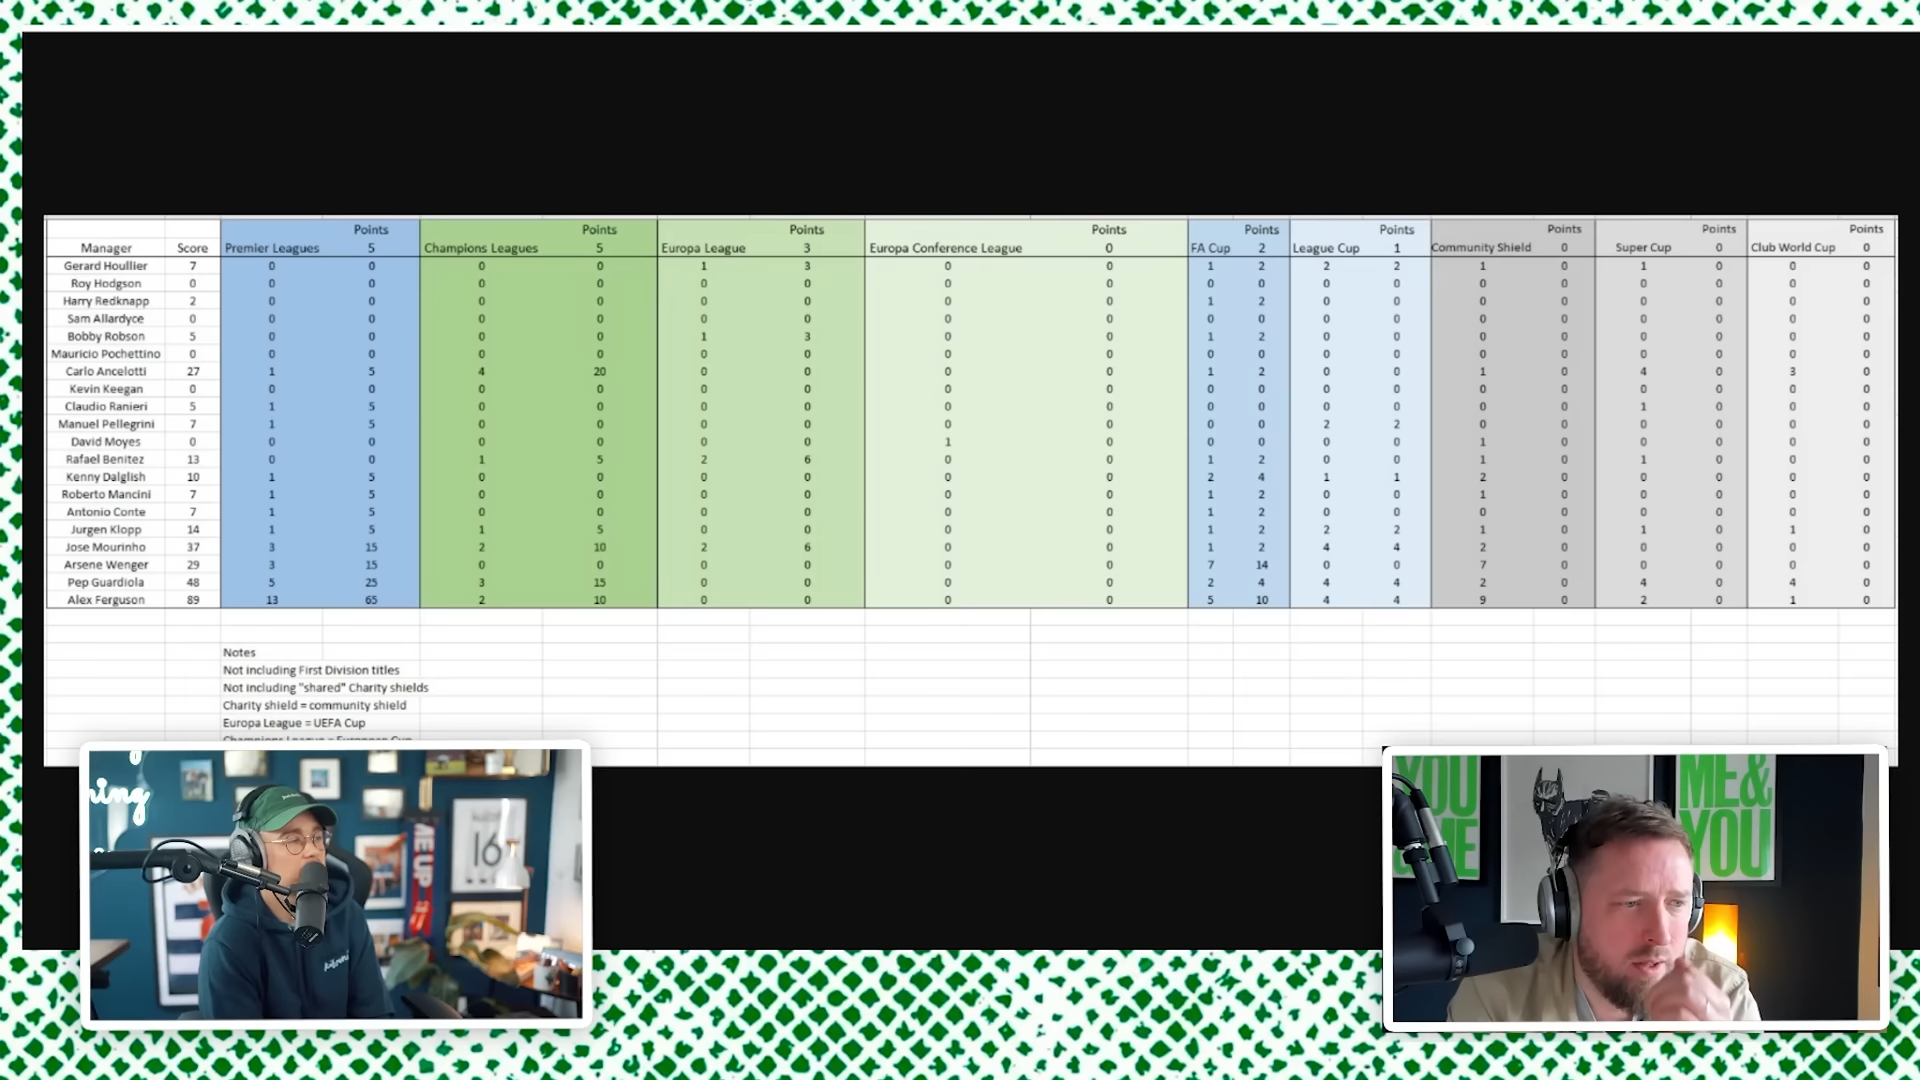 Points Points Points Points Points Points Points Points Points
Manager Score Premier Leagues 5 Champions Leagues 5 Europa League 3 Europa Conference League 0 FA Cup 2 League Cup 1 Community Shield 0 Super Cup 0 Club World Cup 0
Gerard Houllier 7 0 0 0 0 1 3 0 0 1 2 2 2 1 0 1 0 0 0
Roy Hodgson 0 0 0 0 0 0 0 0 0 0 0 0 0 0 0 0 0 0 0
Harry Redknapp 2 0 0 0 0 0 0 0 0 1 2 0 0 0 0 0 0 0 0
Sam Allardyce 0 0 0 0 0 0 0 0 0 0 0 0 0 0 0 0 0 0 0
Bobby Robson 5 0 0 0 0 1 3 0 0 1 2 0 0 0 0 0 0 0 0
Mauricio Pochettino 0 0 0 0 0 0 0 0 0 0 0 0 0 0 0 0 0 0 0
Carlo Ancelotti 27 1 5 4 20 0 0 0 0 1 2 0 0 1 0 4 0 3 0
Kevin Keegan 0 0 0 0 0 0 0 0 0 0 0 0 0 0 0 0 0 0 0
Claudio Ranieri 5 1 5 0 0 0 0 0 0 0 0 0 0 0 0 1 0 0 0
Manuel Pellegrini 7 1 5 0 0 0 0 0 0 0 0 2 2 0 0 0 0 0 0
David Moyes 0 0 0 0 0 0 0 1 0 0 0 0 0 1 0 0 0 0 0
Rafael Benitez 13 0 0 1 5 2 6 0 0 1 2 0 0 1 0 1 0 0 0
Kenny Dalglish 10 1 5 0 0 0 0 0 0 2 4 1 1 2 0 0 0 0 0
Roberto Mancini 7 1 5 0 0 0 0 0 0 1 2 0 0 1 0 0 0 0 0
Antonio Conte 7 1 5 0 0 0 0 0 0 1 2 0 0 0 0 0 0 0 0
Jurgen Klopp 14 1 5 1 5 0 0 0 0 1 2 2 2 1 0 1 0 1 0
Jose Mourinho 37 3 15 2 10 2 6 0 0 1 2 4 4 2 0 0 0 0 0
Arsene Wenger 29 3 15 0 0 0 0 0 0 7 14 0 0 7 0 0 0 0 0
Pep Guardiola 48 5 25 3 15 0 0 0 0 2 4 4 4 2 0 4 0 4 0
Alex Ferguson 89 13 65 2 10 0 0 0 0 5 10 4 4 9 0 2 0 1 0
Notes
Not including First Division titles
Not including "shared" Charity shields
Charity shield = community shield
Europa League = UEFA Cup
Champions League = European Cup
16
YOU
ME
ME&
YOU